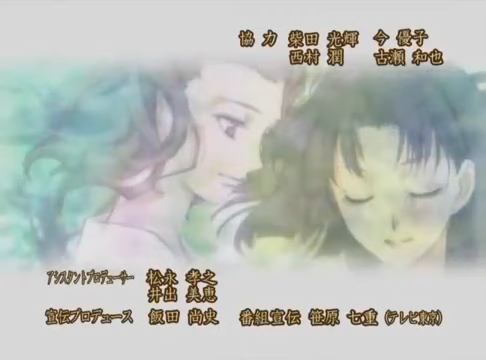 協 力 柴田 光輝 今 優子
西村 潤 古瀬 和也
アシスタントプロデューサー 松永 孝之
井出 美恵
宣伝プロデュース 飯田 尚史 番組宣伝 笹原 七重 (テレビ東京)